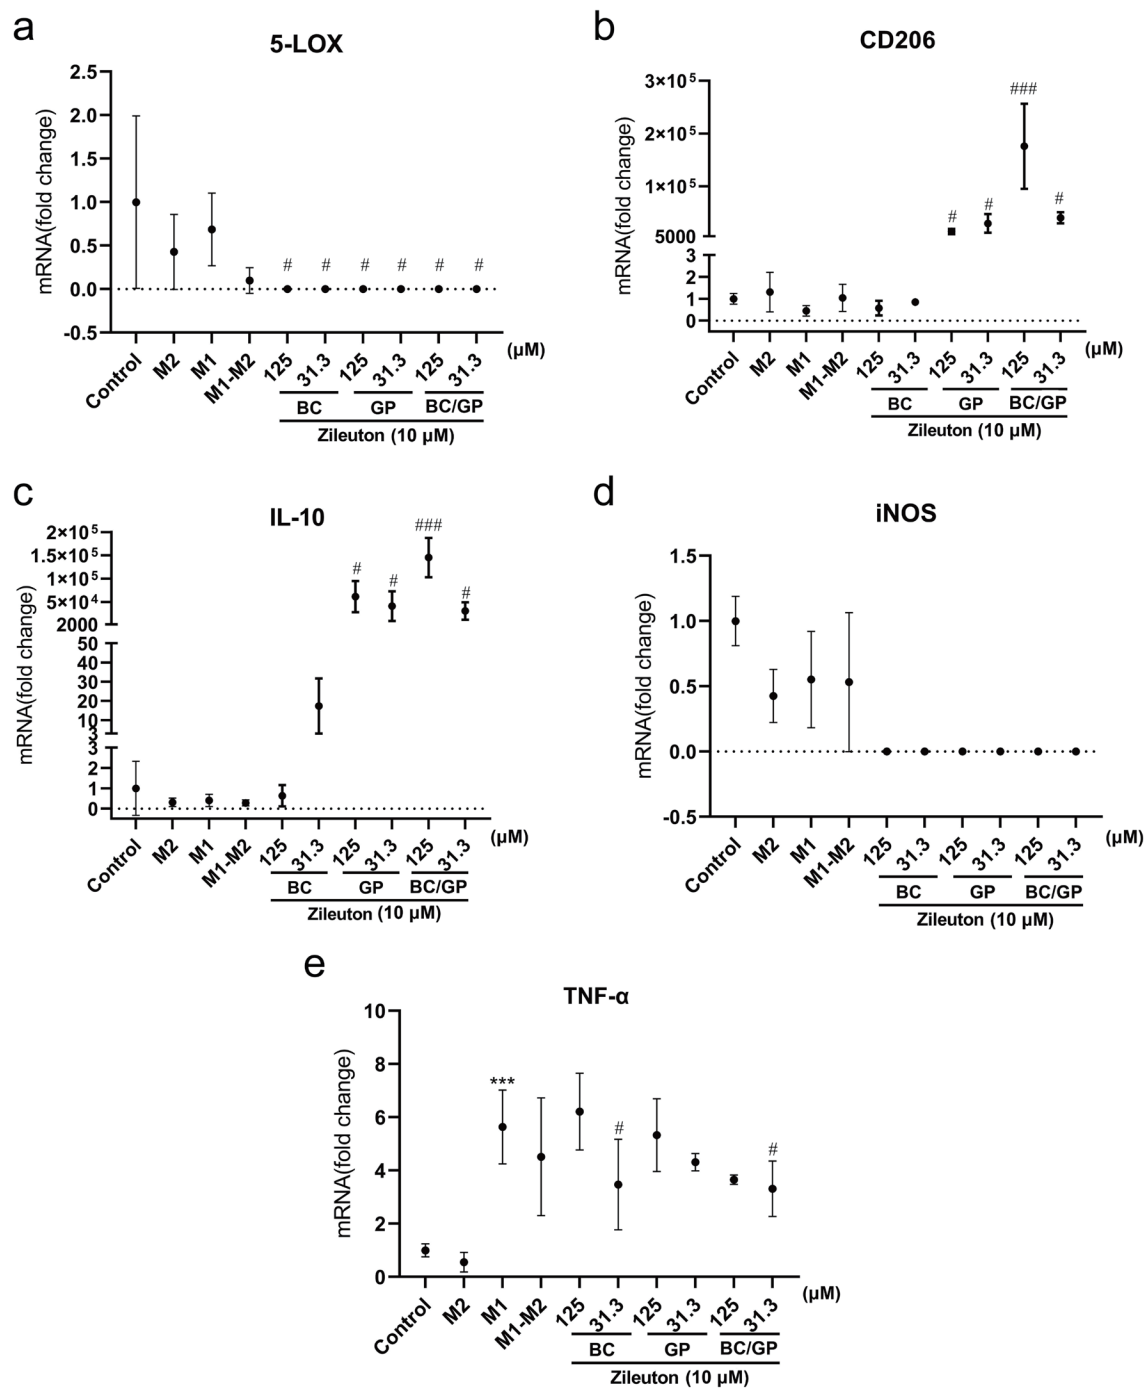 a
5-LOX
mRNA(fold change)
2.5
2.0
1.5
1.0
0.5
0.0
-0.5
# # # # # #
Control M2 M1 M1-M2 125 31.3 125 31.3 125 31.3 (μM)
BC GP BC/GP
Zileuton (10 μM)
b
CD206
mRNA(fold change)
3×10⁵
2×10⁵
1×10⁵
5000
3
2
1
0
# # ### #
Control M2 M1 M1-M2 125 31.3 125 31.3 125 31.3 (μM)
BC GP BC/GP
Zileuton (10 μM)
c
IL-10
mRNA(fold change)
2×10⁵
1.5×10⁵
1×10⁵
5×10⁴
2000
50
40
30
20
10
3
3
2
1
0
# # ### #
Control M2 M1 M1-M2 125 31.3 125 31.3 125 31.3 (μM)
BC GP BC/GP
Zileuton (10 μM)
d
iNOS
mRNA(fold change)
1.5
1.0
0.5
0.0
-0.5
Control M2 M1 M1-M2 125 31.3 125 31.3 125 31.3 (μM)
BC GP BC/GP
Zileuton (10 μM)
e
TNF-α
mRNA(fold change)
10
8
6
4
2
0
*** # #
Control M2 M1 M1-M2 125 31.3 125 31.3 125 31.3 (μM)
BC GP BC/GP
Zileuton (10 μM)